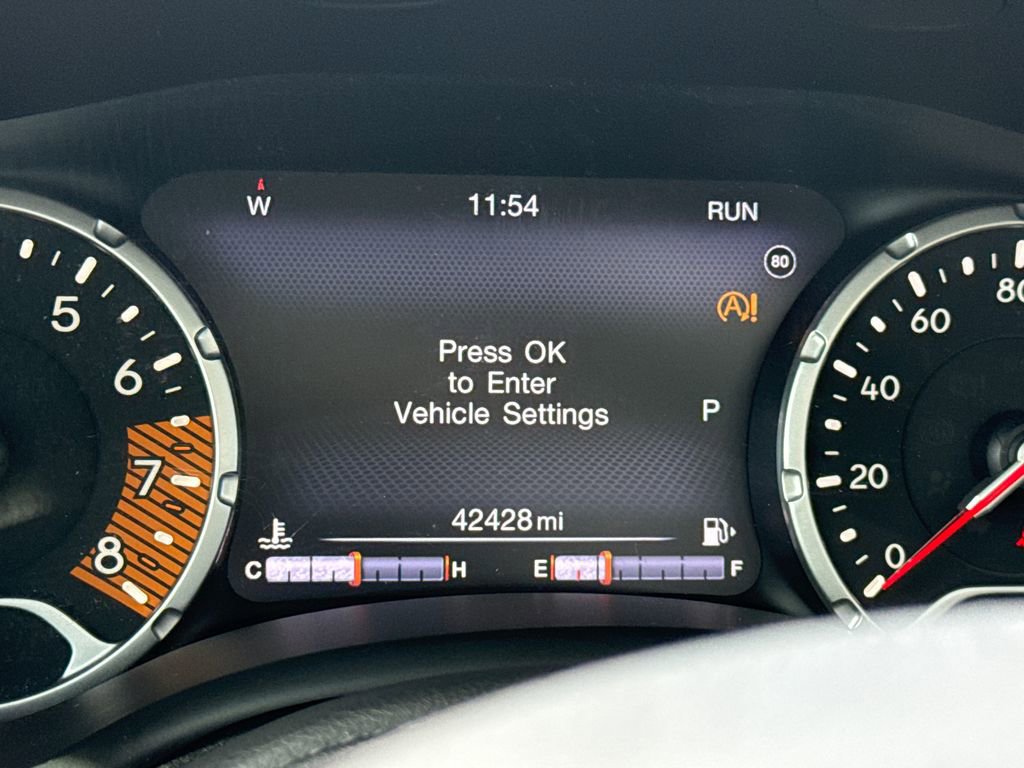 W
11:54
RUN
80
A!
Press OK
to Enter
Vehicle Settings
P
42428 mi
C
H
E
F
5
6
7
8
0
20
40
60
80